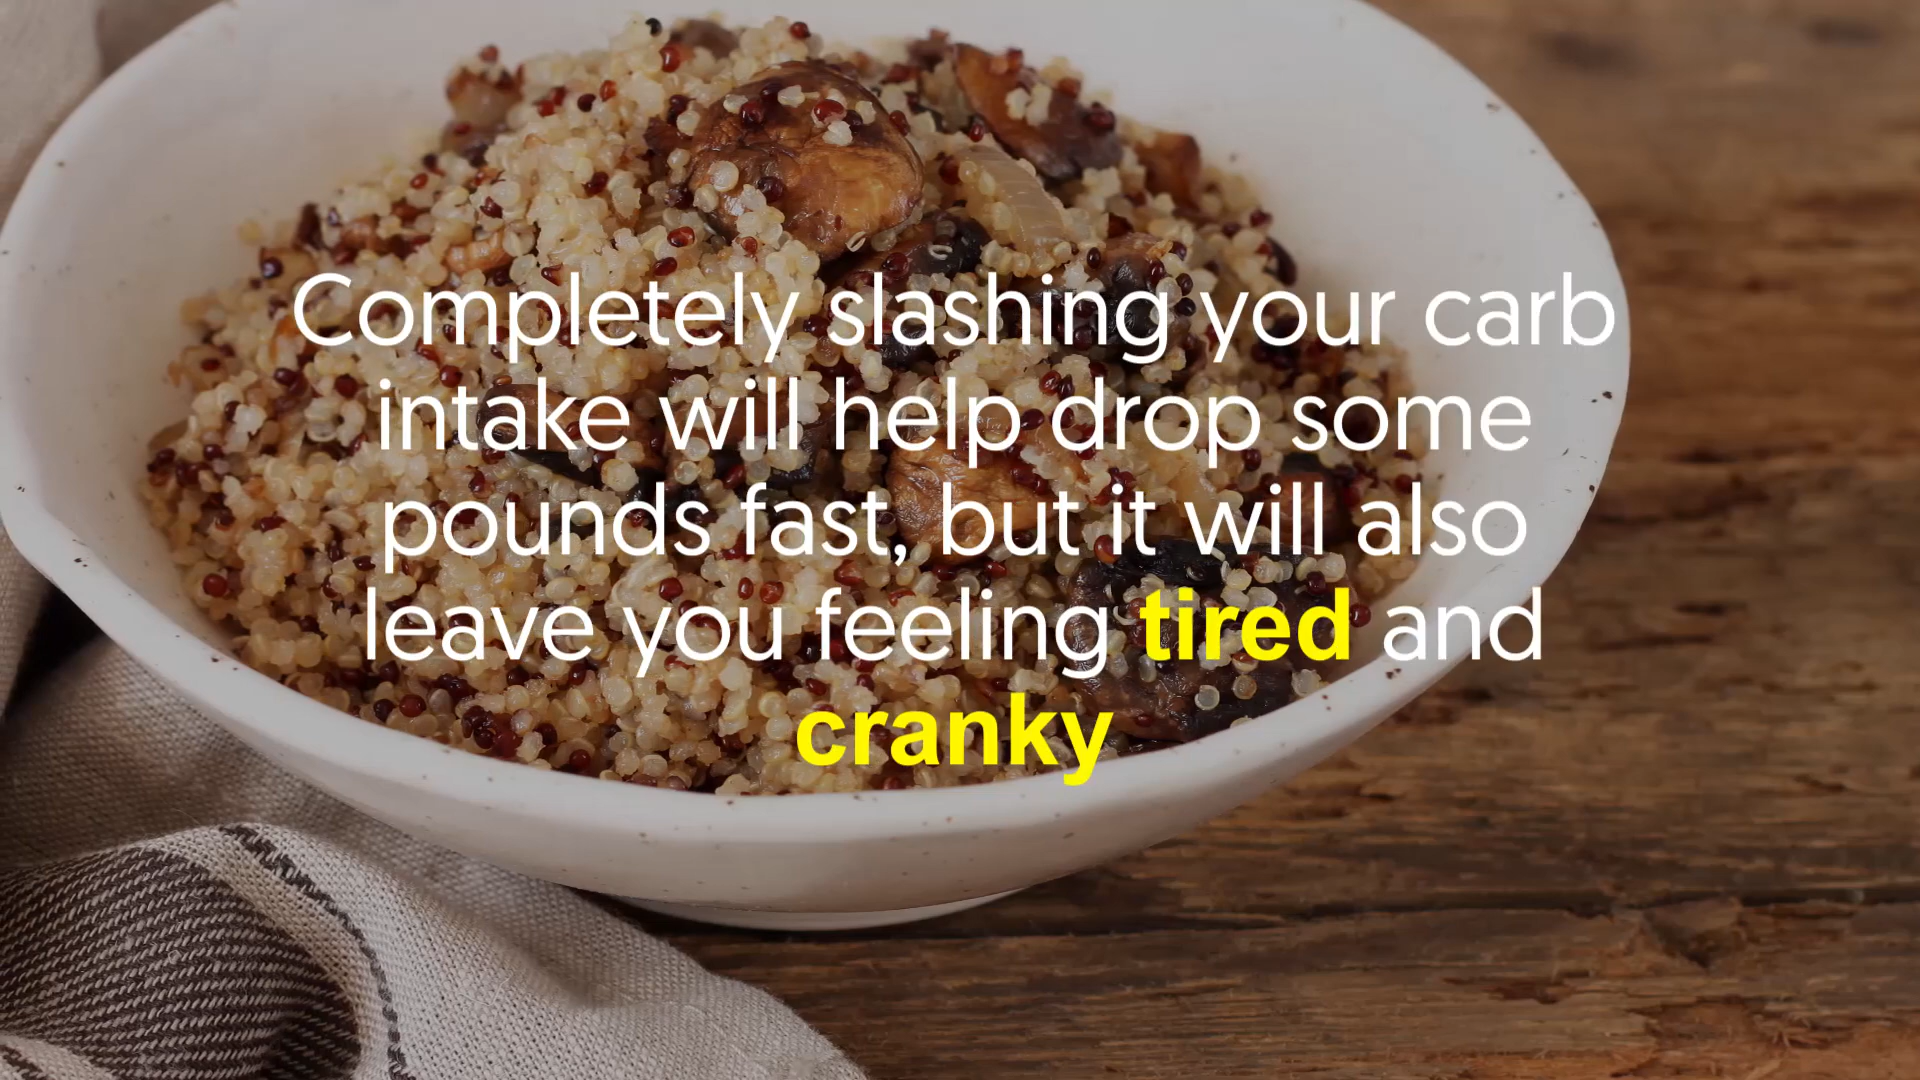 Completely slashing your carb
intake will help drop some
pounds fast, but it will also
leave you feeling tired and
cranky